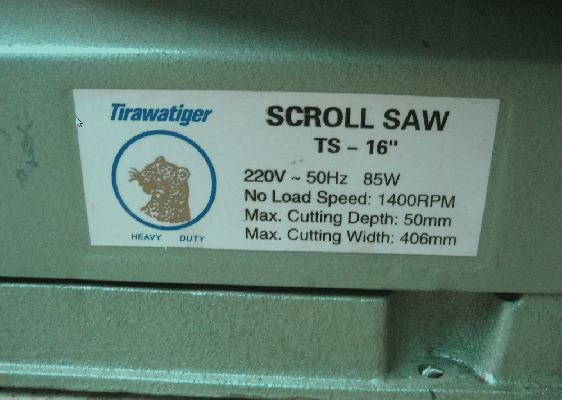 Tirawatiger
HEAVY DUTY
SCROLL SAW
TS - 16"
220V ~ 50Hz 85W
No Load Speed: 1400RPM
Max. Cutting Depth: 50mm
Max. Cutting Width: 406mm